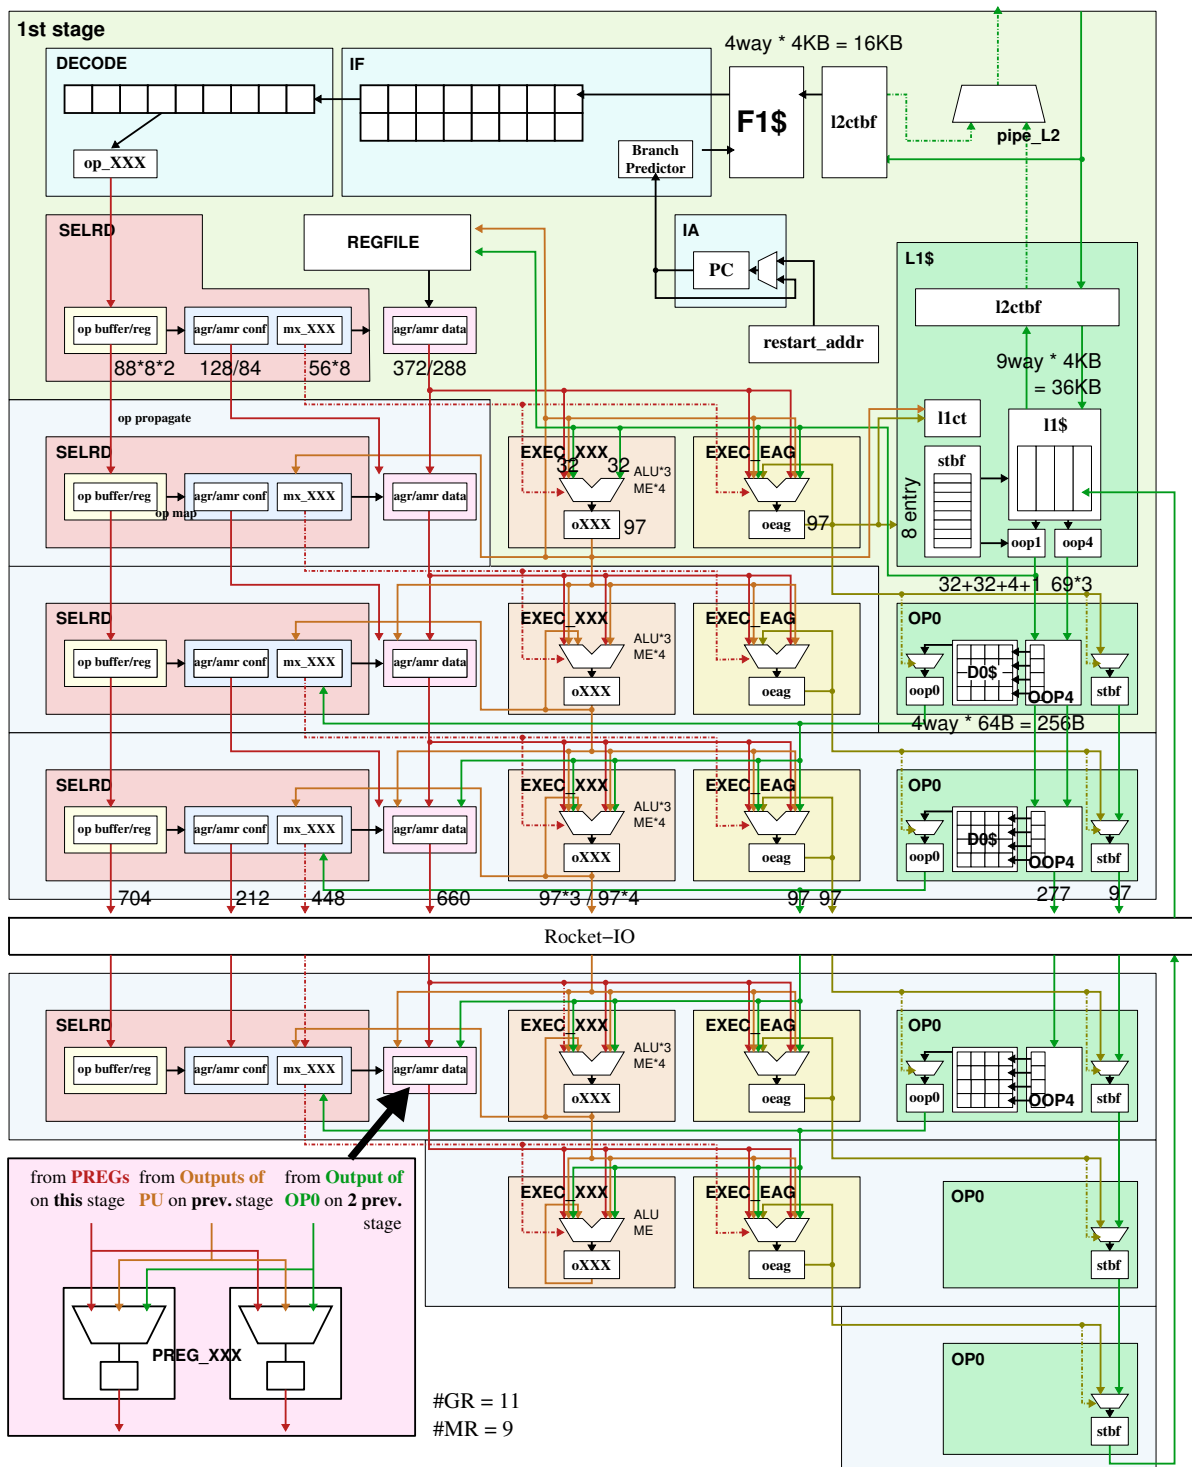 1st stage
4way * 4KB = 16KB
DECODE
IF
F1$
l2ctbf
pipe_L2
op_XXX
Branch
Predictor
SELRD
REGFILE
IA
PC
L1$
l2ctbf
op buffer/reg
agr/amr conf
mx_XXX
agr/amr data
restart_addr
88*8*2
128/84
56*8
372/288
9way * 4KB
= 36KB
op propagate
l1ct
l1$
SELRD
EXEC_XXX
32
32
ALU*3
ME*4
EXEC_EAG
stbf
8 entry
op buffer/reg
agr/amr conf
mx_XXX
agr/amr data
op map
oXXX
97
oeag
97
oop1
oop4
32+32+4+1
69*3
SELRD
EXEC_XXX
ALU*3
ME*4
EXEC_EAG
OP0
op buffer/reg
agr/amr conf
mx_XXX
agr/amr data
oXXX
oeag
oop0
D0$
OOP4
stbf
4way * 64B = 256B
SELRD
EXEC_XXX
ALU*3
ME*4
EXEC_EAG
OP0
op buffer/reg
agr/amr conf
mx_XXX
agr/amr data
oXXX
oeag
oop0
D0$
OOP4
stbf
704
212
448
660
97*3 / 97*4
97
97
277
97
Rocket-IO
SELRD
EXEC_XXX
ALU*3
ME*4
EXEC_EAG
OP0
op buffer/reg
agr/amr conf
mx_XXX
agr/amr data
oXXX
oeag
oop0
OOP4
stbf
from PREGs
on this stage
from Outputs of
PU on prev. stage
from Output of
OP0 on 2 prev.
stage
EXEC_XXX
ALU
ME
EXEC_EAG
OP0
oXXX
oeag
stbf
PREG_XXX
OP0
stbf
#GR = 11
#MR = 9